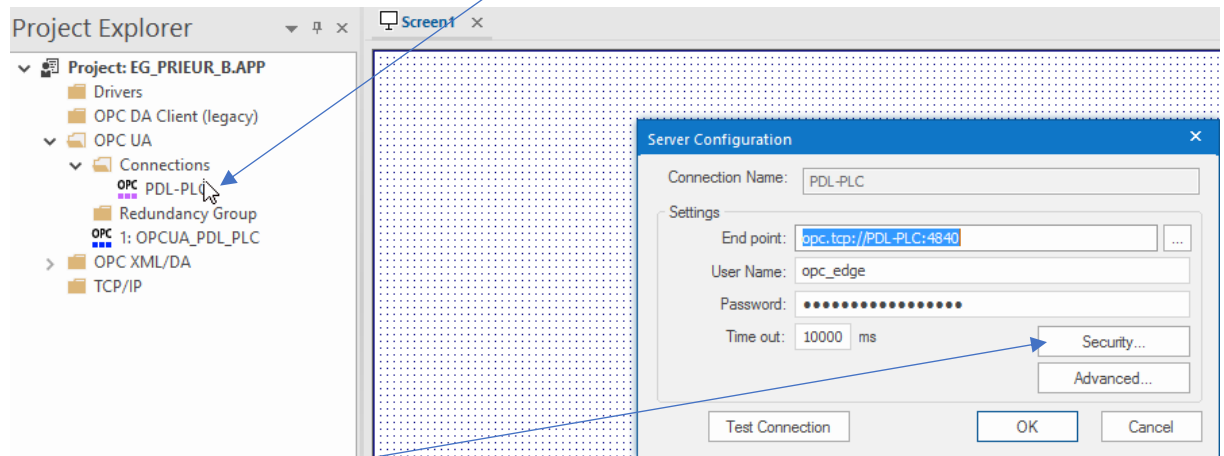 Project Explorer
Screen1
Project: EG_PRIEUR_B.APP
Drivers
OPC DA Client (legacy)
OPC UA
Connections
OPC PDL-PLC
Redundancy Group
OPC 1: OPCUA_PDL_PLC
OPC XML/DA
TCP/IP
Server Configuration
Connection Name: PDL-PLC
Settings
End point: opc.tcp://PDL-PLC:4840 ...
User Name: opc_edge
Password: •••••••••••••••••
Time out: 10000 ms
Security...
Advanced...
Test Connection OK Cancel